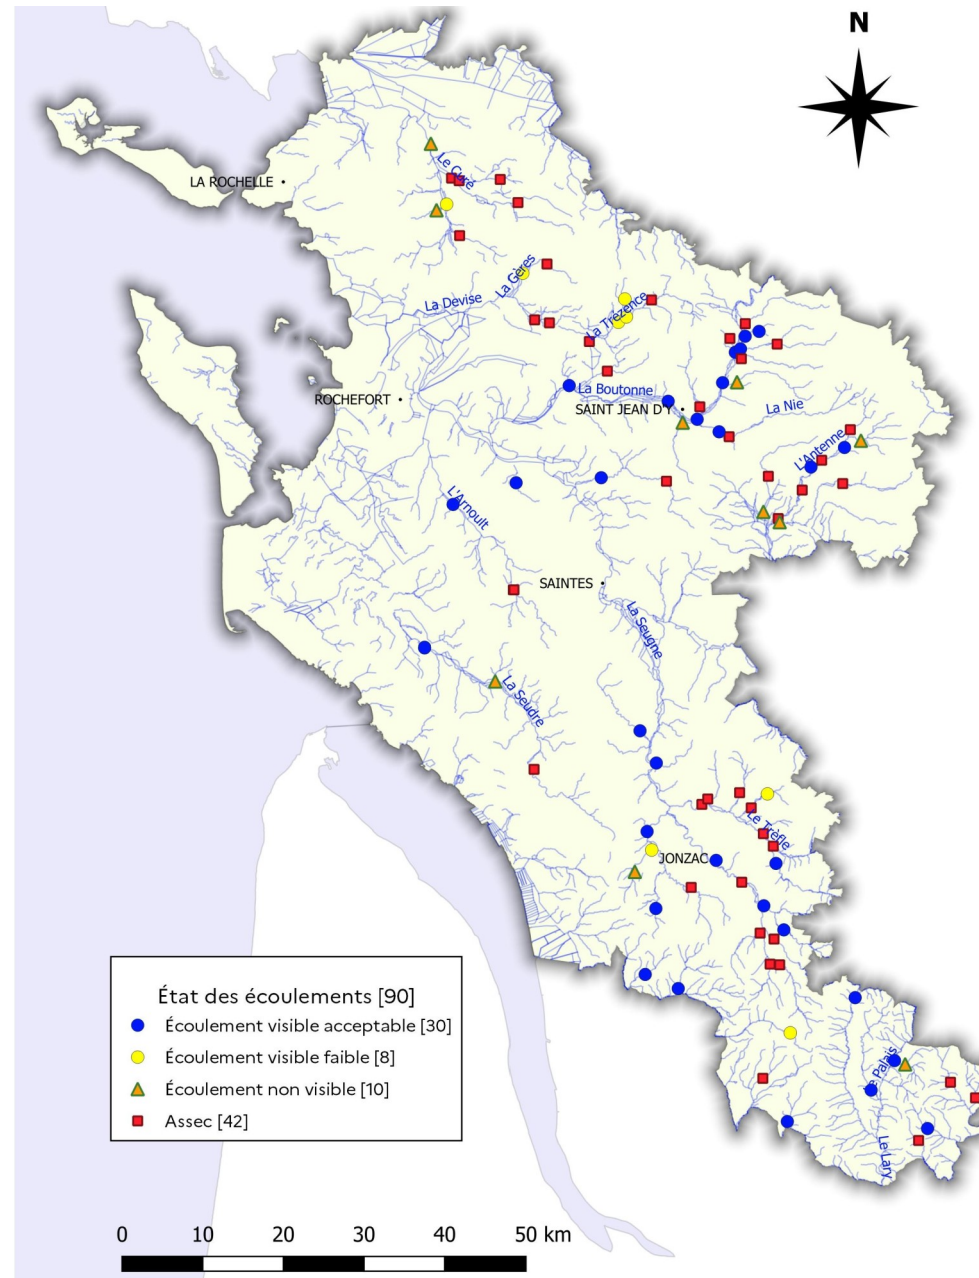 N
Le Curé
LA ROCHELLE
La Gères
La Devise
La Trézence
La Boutonne
ROCHEFORT
SAINT JEAN D'Y
La Nie
L'Antenne
L'Arnoult
SAINTES
La Seugne
La Seudre
Le Trèfle
JONZAC
État des écoulements [90]
Écoulement visible acceptable [30]
Écoulement visible faible [8]
Écoulement non visible [10]
Assec [42]
Le Palais
Le Lary
0 10 20 30 40 50 km